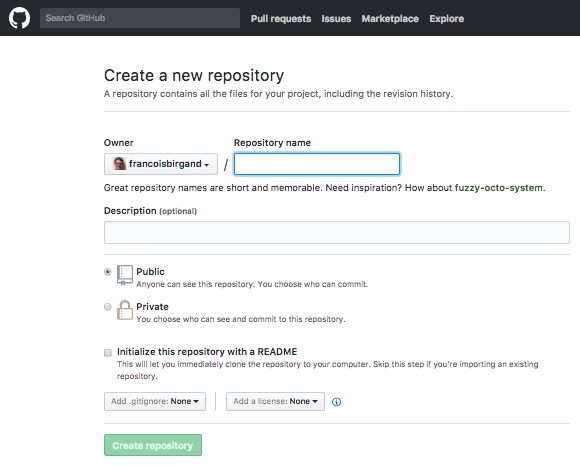 Search GitHub Pull requests Issues Marketplace Explore
Create a new repository
A repository contains all the files for your project, including the revision history.
Owner Repository name
francoisbirgand /
Great repository names are short and memorable. Need inspiration? How about fuzzy-octo-system.
Description (optional)
Public
Anyone can see this repository. You choose who can commit.
Private
You choose who can see and commit to this repository.
Initialize this repository with a README
This will let you immediately clone the repository to your computer. Skip this step if you're importing an existing
repository.
Add .gitignore: None Add a license: None
Create repository